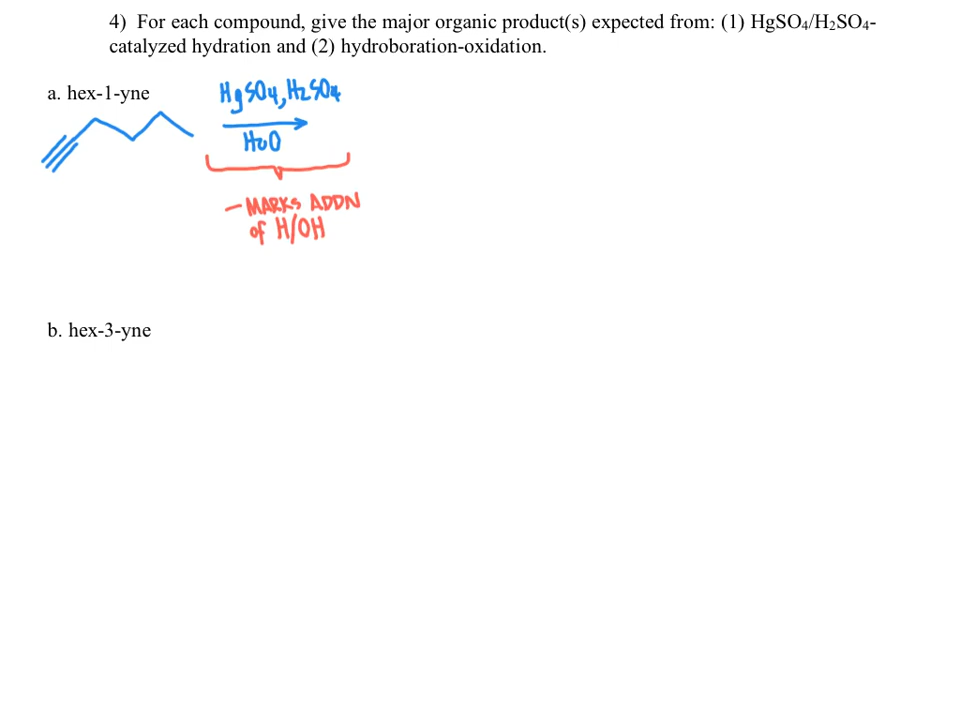 4) For each compound, give the major organic product(s) expected from: (1) HgSO₄/H₂SO₄-
catalyzed hydration and (2) hydroboration-oxidation.
a. hex-1-yne
HgSO4, H2SO4
H2O
- MARKS ADDN
of H/OH
b. hex-3-yne